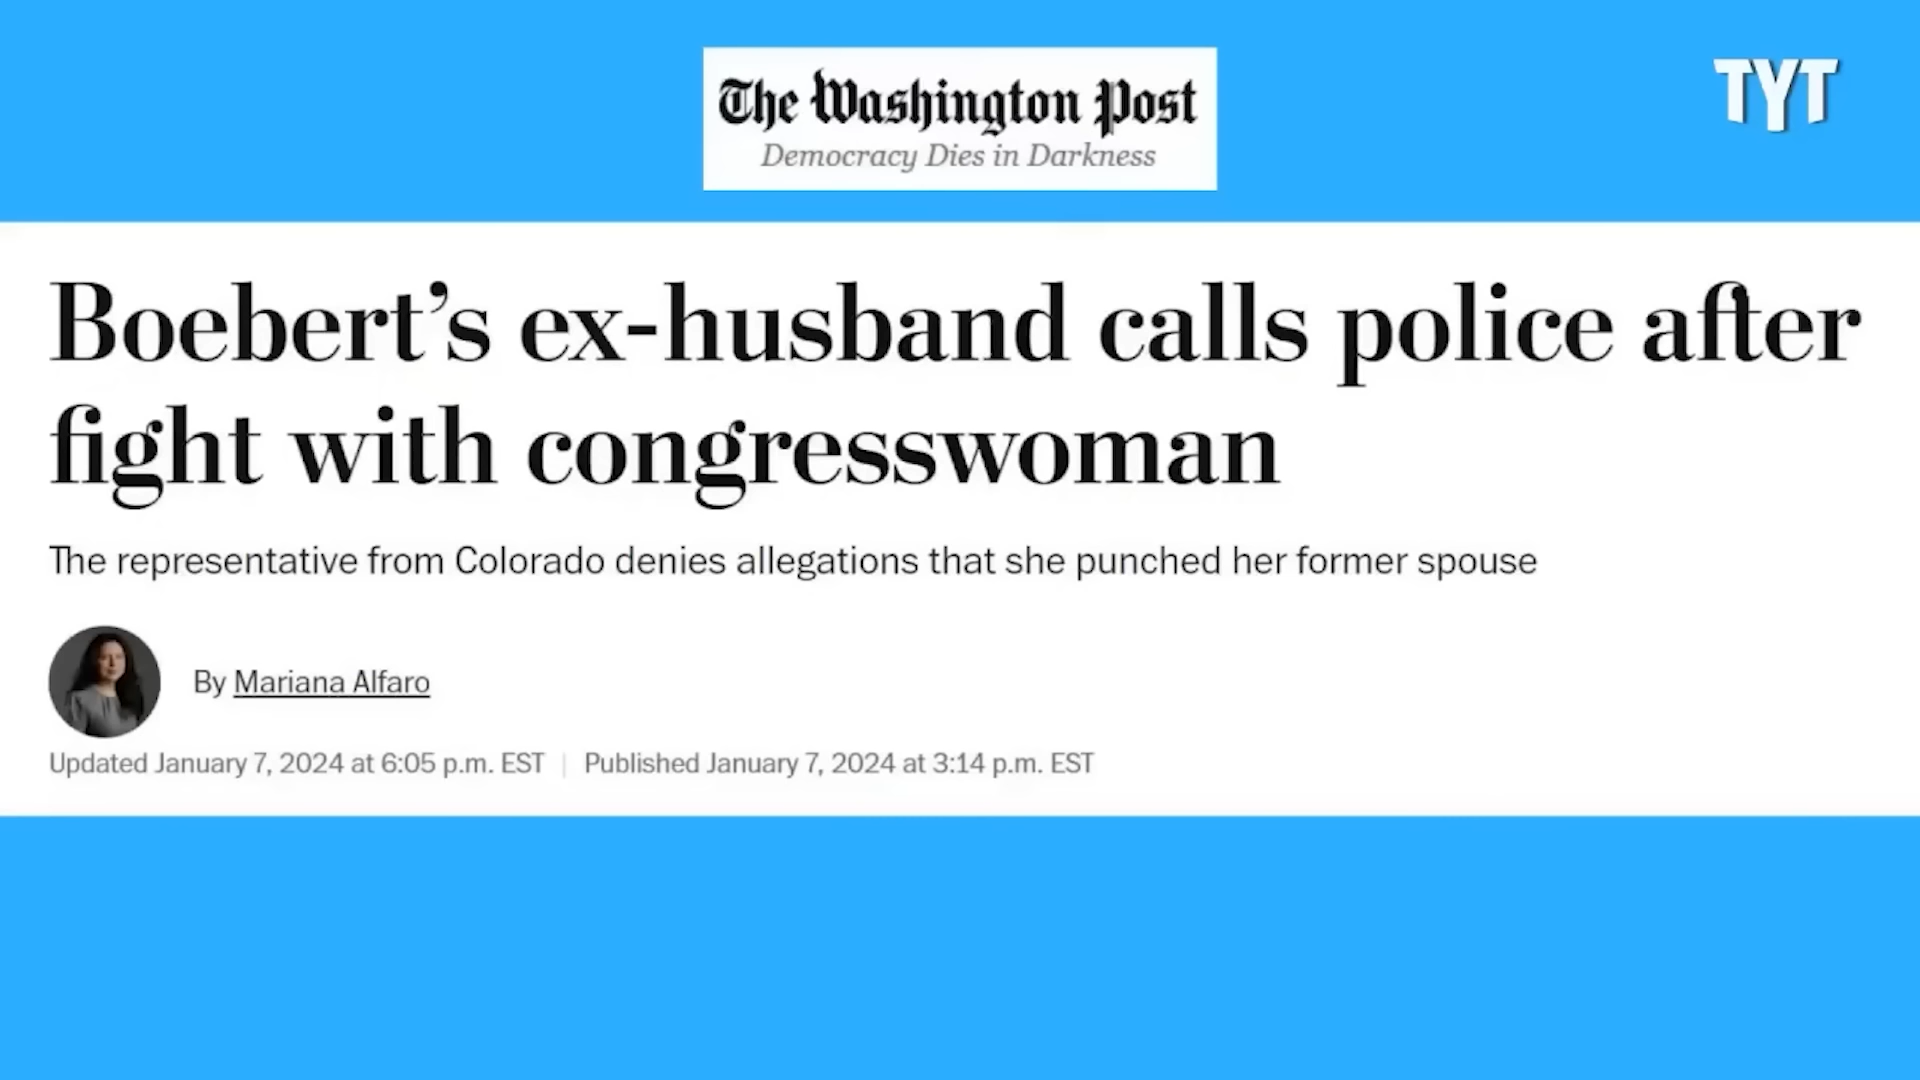 The Washington Post
Democracy Dies in Darkness
TYT
Boebert’s ex-husband calls police after
fight with congresswoman
The representative from Colorado denies allegations that she punched her former spouse
By Mariana Alfaro
Updated January 7, 2024 at 6:05 p.m. EST | Published January 7, 2024 at 3:14 p.m. EST